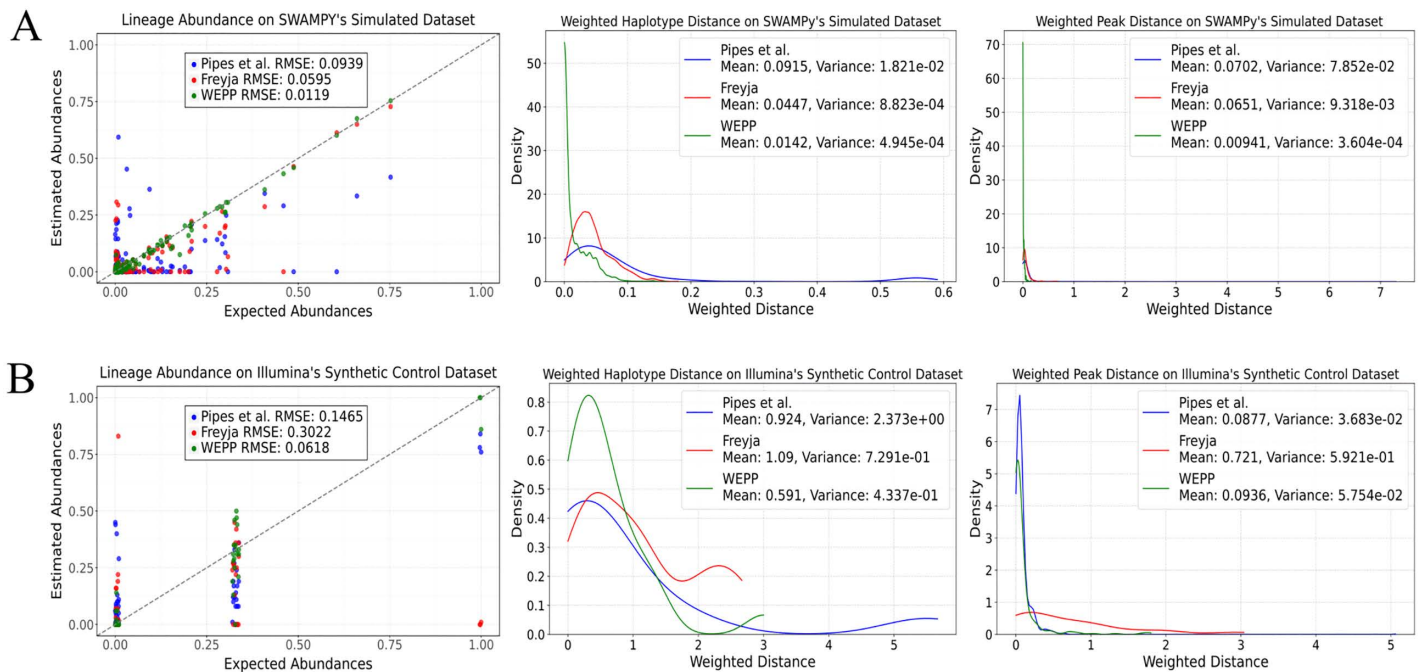 A
Lineage Abundance on SWAMPY's Simulated Dataset
1.00
0.75
0.50
0.25
0.00
Estimated Abundances
Pipes et al. RMSE: 0.0939
Freyja RMSE: 0.0595
WEPP RMSE: 0.0119
0.00 0.25 0.50 0.75 1.00
Expected Abundances
Weighted Haplotype Distance on SWAMPy's Simulated Dataset
50
40
30
20
10
0
Density
Pipes et al.
Mean: 0.0915, Variance: 1.821e-02
Freyja
Mean: 0.0447, Variance: 8.823e-04
WEPP
Mean: 0.0142, Variance: 4.945e-04
0.0 0.1 0.2 0.3 0.4 0.5 0.6
Weighted Distance
Weighted Peak Distance on SWAMPy's Simulated Dataset
70
60
50
40
30
20
10
0
Density
Pipes et al.
Mean: 0.0702, Variance: 7.852e-02
Freyja
Mean: 0.0651, Variance: 9.318e-03
WEPP
Mean: 0.00941, Variance: 3.604e-04
0 1 2 3 4 5 6 7
Weighted Distance
B
Lineage Abundance on Illumina's Synthetic Control Dataset
1.00
0.75
0.50
0.25
0.00
Estimated Abundances
Pipes et al. RMSE: 0.1465
Freyja RMSE: 0.3022
WEPP RMSE: 0.0618
0.00 0.25 0.50 0.75 1.00
Expected Abundances
Weighted Haplotype Distance on Illumina's Synthetic Control Dataset
0.8
0.7
0.6
0.5
0.4
0.3
0.2
0.1
0.0
Density
Pipes et al.
Mean: 0.924, Variance: 2.373e+00
Freyja
Mean: 1.09, Variance: 7.291e-01
WEPP
Mean: 0.591, Variance: 4.337e-01
0 1 2 3 4 5 6
Weighted Distance
Weighted Peak Distance on Illumina's Synthetic Control Dataset
7
6
5
4
3
2
1
0
Density
Pipes et al.
Mean: 0.0877, Variance: 3.683e-02
Freyja
Mean: 0.721, Variance: 5.921e-01
WEPP
Mean: 0.0936, Variance: 5.754e-02
0 1 2 3 4 5
Weighted Distance